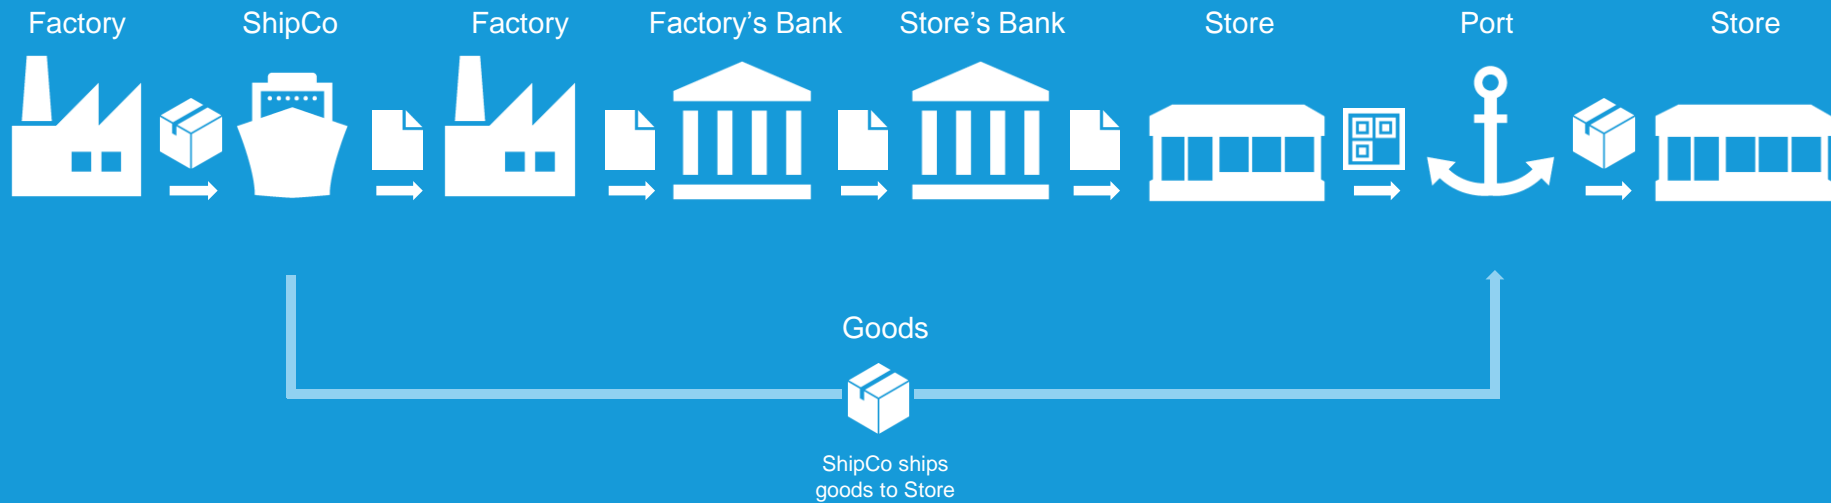 Factory
ShipCo
Factory
Factory’s Bank
Store’s Bank
Store
Port
Store
Goods
ShipCo ships
goods to Store